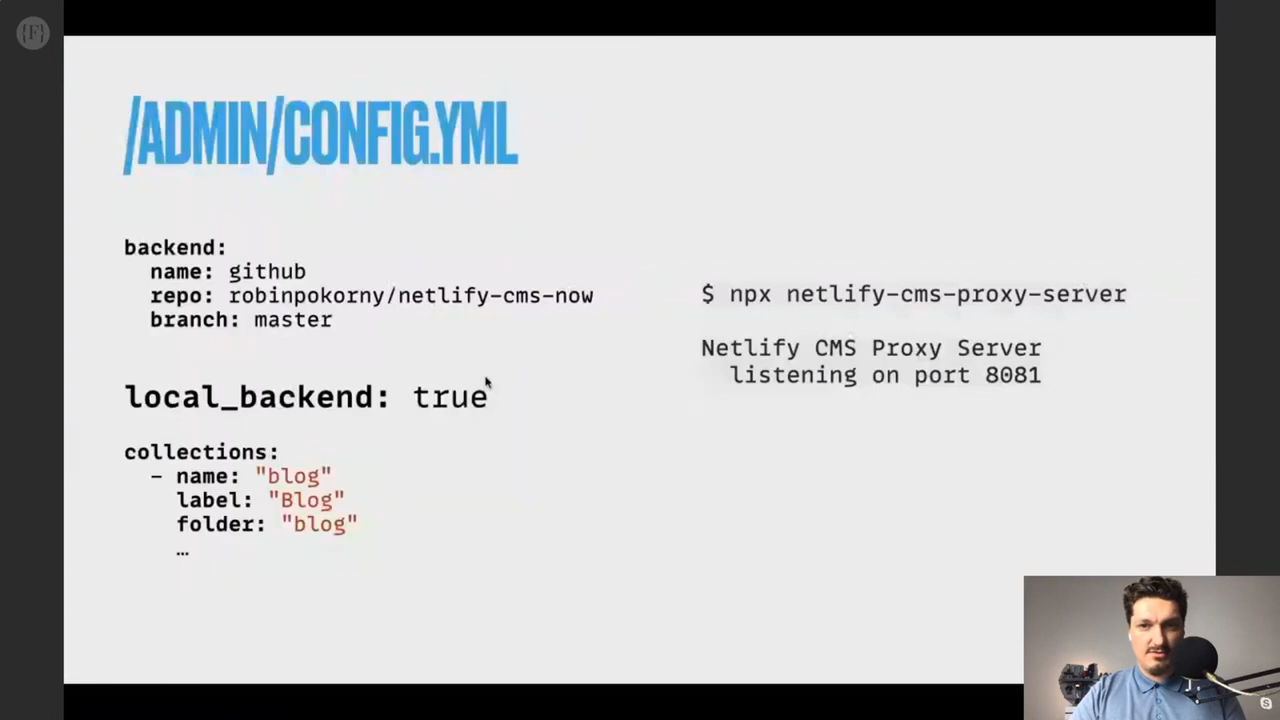 {F}
/ADMIN/CONFIG.YML
backend:
name: github
repo: robinpokorny/netlify-cms-now
branch: master
local_backend: true
collections:
- name: "blog"
label: "Blog"
folder: "blog"
…
$ npx netlify-cms-proxy-server
Netlify CMS Proxy Server
listening on port 8081